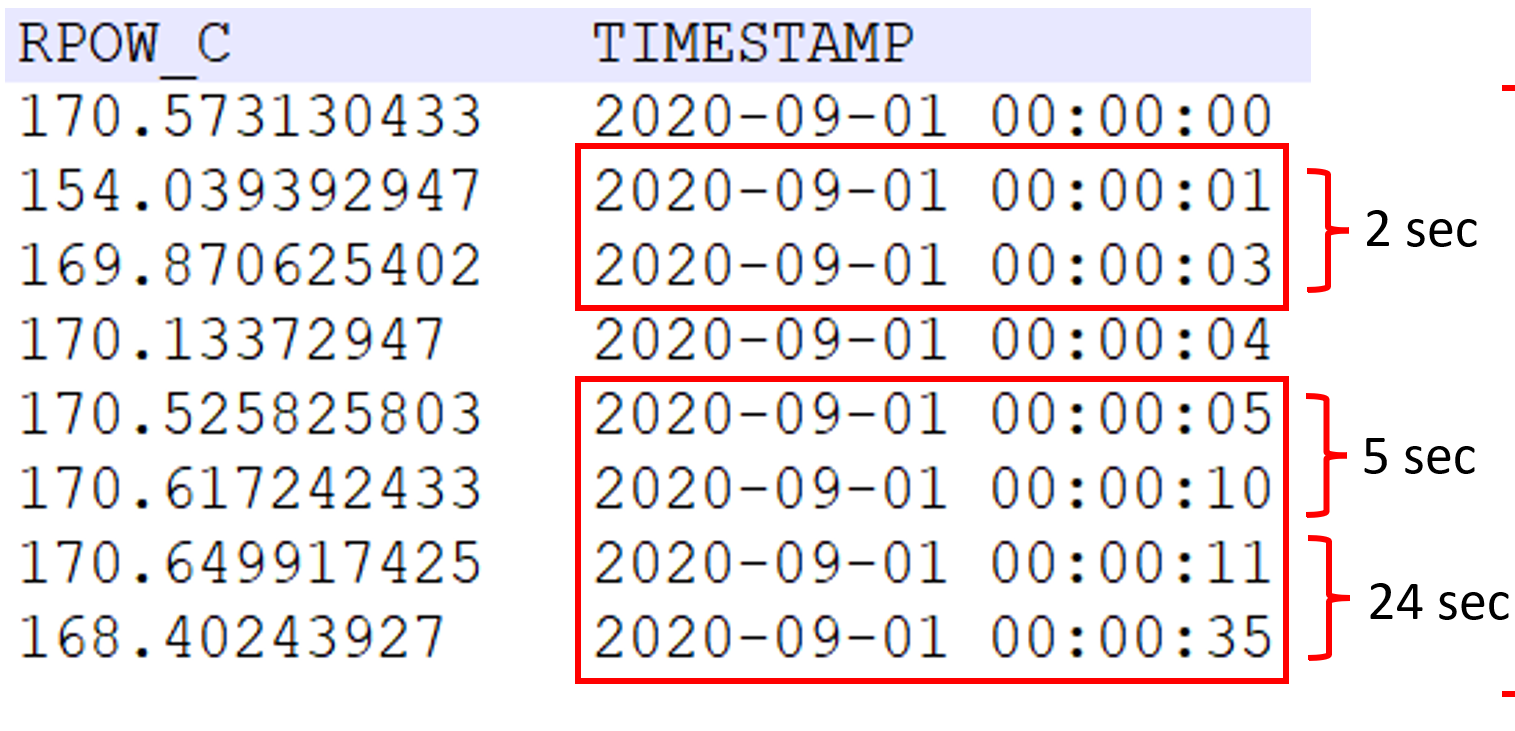 RPOW_C TIMESTAMP
170.573130433 2020-09-01 00:00:00
154.039392947 2020-09-01 00:00:01
2 sec
169.870625402 2020-09-01 00:00:03
170.13372947 2020-09-01 00:00:04
170.525825803 2020-09-01 00:00:05
5 sec
170.617242433 2020-09-01 00:00:10
170.649917425 2020-09-01 00:00:11
24 sec
168.40243927 2020-09-01 00:00:35